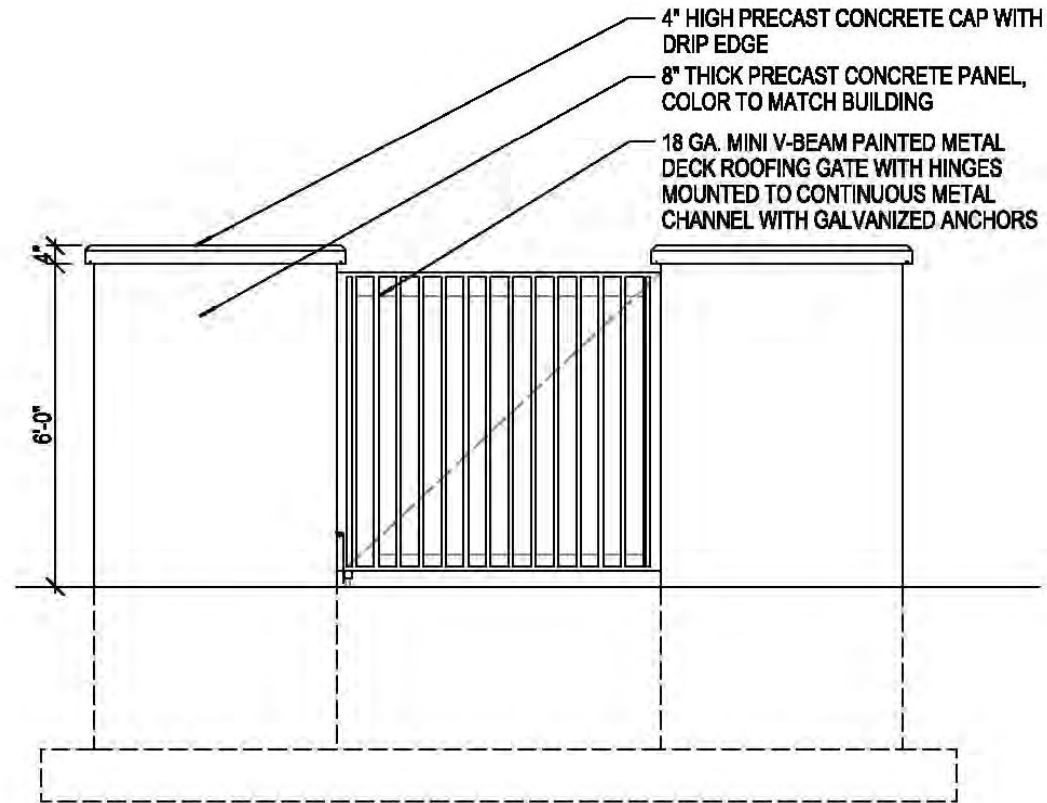 4" HIGH PRECAST CONCRETE CAP WITH
DRIP EDGE
8" THICK PRECAST CONCRETE PANEL,
COLOR TO MATCH BUILDING
18 GA. MINI V-BEAM PAINTED METAL
DECK ROOFING GATE WITH HINGES
MOUNTED TO CONTINUOUS METAL
CHANNEL WITH GALVANIZED ANCHORS
4"
6'-0"